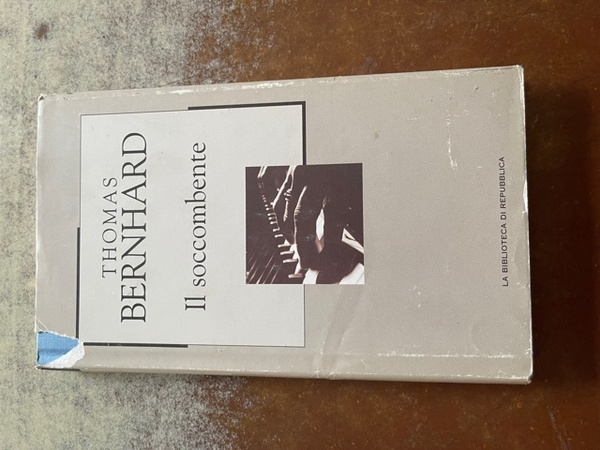 THOMAS
BERNHARD
Il soccombente
LA BIBLIOTECA DI REPUBBLICA